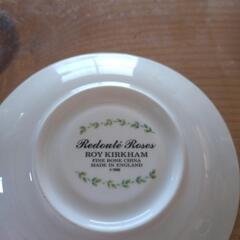 Redouté Roses
ROY KIRKHAM
FINE BONE CHINA
MADE IN ENGLAND